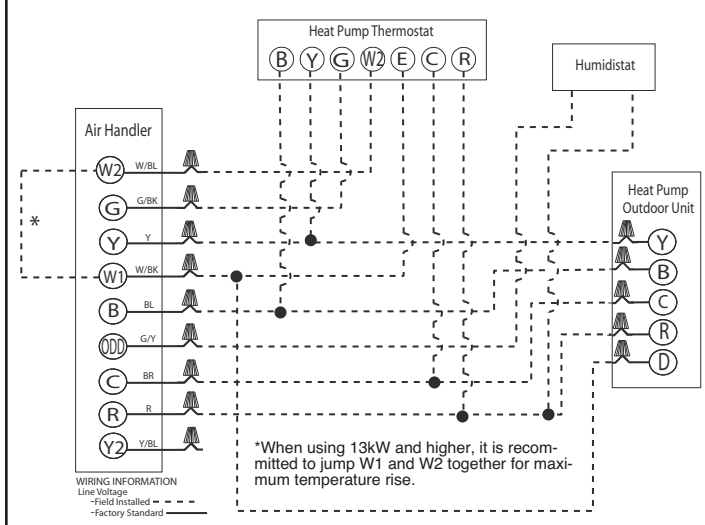 Heat Pump Thermostat
B Y G W2 E C R
Humidistat
Air Handler
W2 W/BL
G G/BK
Y Y
W1 W/BK
B BL
ODD G/Y
C BR
R R
Y2 Y/BL
*
Heat Pump
Outdoor Unit
Y
B
C
R
D
*When using 13kW and higher, it is recom-
mitted to jump W1 and W2 together for maxi-
mum temperature rise.
WIRING INFORMATION
Line Voltage
-Field Installed
-Factory Standard